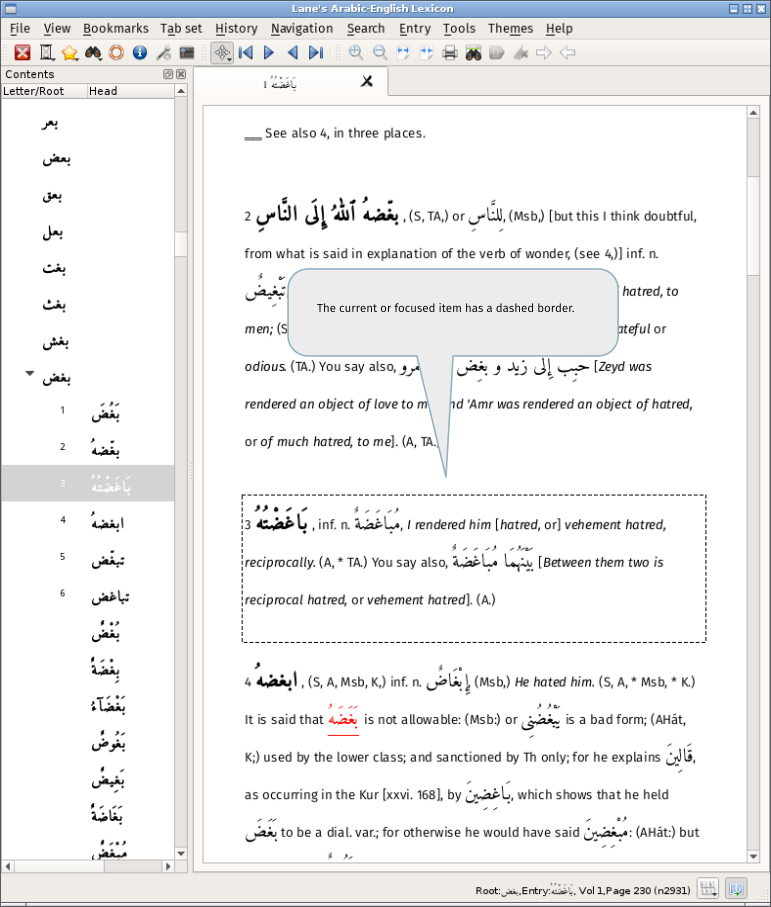 Lane's Arabic-English Lexicon
File View Bookmarks Tab set History Navigation Search Entry Tools Themes Help
Contents
Letter/Root Head
بعر
بعض
بعق
بعل
بغت
بغث
بغش
بغض
1 بَغُضَ
2 بغّضهُ
3 بَاغَضْتُهُ
4 ابغضهُ
5 تبغّض
6 تباغض
بُغْضٌ
بِغْضَةٌ
بَغْضَآءُ
بَغُوضٌ
بَغِيضٌ
بَغَاضَةٌ
مُبْغَضٌ
1 بَاغَضْتُهُ
___ See also 4, in three places.
2 بغّضهُ ٱللّٰهُ إِلَى النَّاسِ , (S, TA,) or لِلنَّاسِ, (Msb,) [but this I think doubtful,
from what is said in explanation of the verb of wonder, (see 4,)] inf. n.
تَبْغِيضٌ hatred, to
men; (S
odious. (TA.) You say also, حبّب إلى زيد و بغّض [Zeyd was
rendered an object of love to and 'Amr was rendered an object of hatred,
or of much hatred, to me]. (A, TA.
The current or focused item has a dashed border.
3 بَاغَضْتُهُ , inf. n. مُبَاغَضَةٌ, I rendered him [hatred, or] vehement hatred,
reciprocally. (A, * TA.) You say also, بَيْنَهُمَا مُبَاغَضَةٌ [Between them two is
reciprocal hatred, or vehement hatred]. (A.)
4 ابغضهُ , (S, A, Msb, K,) inf. n. إِبْغَاضٌ, (Msb,) He hated him. (S, A, * Msb, * K.)
It is said that بَغَضَهُ is not allowable: (Msb:) or يَبْغُضُنِى is a bad form; (AHát,
K;) used by the lower class; and sanctioned by Th only; for he explains قَالِينَ,
as occurring in the Kur [xxvi. 168], by بَاغِضِينَ, which shows that he held
بَغَضَ to be a dial. var.; for otherwise he would have said مُبْغِضِينَ: (AHát:) but
Root:بغض,Entry:بَاغَضْتُهُ, Vol 1,Page 230 (n2931)